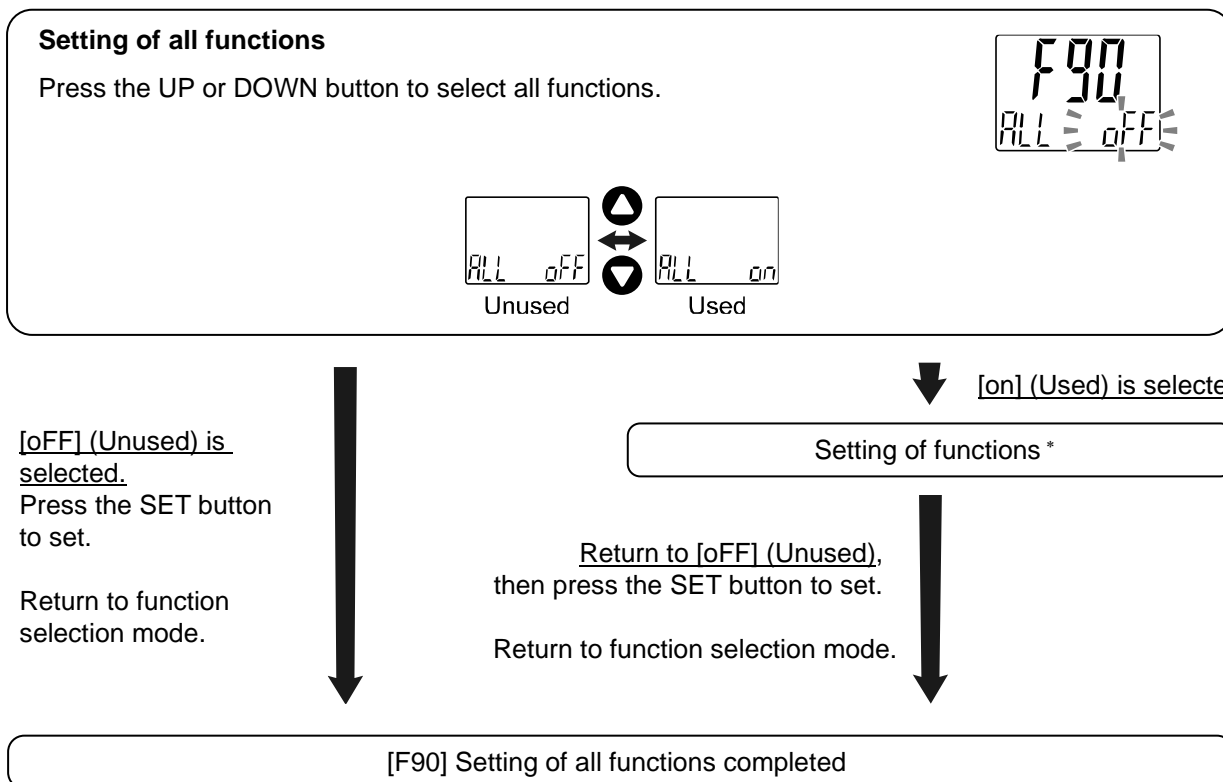 Setting of all functions
Press the UP or DOWN button to select all functions.
F90
ALL oFF
ALL oFF
ALL on
Unused
Used
[on] (Used) is selecte
[oFF] (Unused) is
selected.
Press the SET button
to set.
Return to function
selection mode.
Setting of functions *
Return to [oFF] (Unused),
then press the SET button to set.
Return to function selection mode.
[F90] Setting of all functions completed